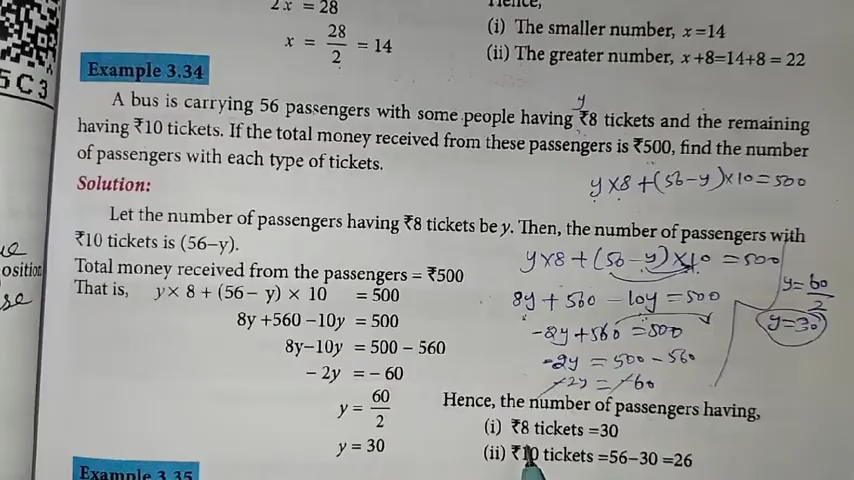 2x = 28
x = 28/2 = 14
Hence,
(i) The smaller number, x=14
(ii) The greater number, x+8=14+8 = 22
5C3
Example 3.34
y
A bus is carrying 56 passengers with some people having ₹8 tickets and the remaining
having ₹10 tickets. If the total money received from these passengers is ₹500, find the number
of passengers with each type of tickets.
y×8+(56-y)×10=500
Solution:
Let the number of passengers having ₹8 tickets be y. Then, the number of passengers with
₹10 tickets is (56–y).
Total money received from the passengers = ₹500
That is, y× 8 + (56– y) × 10 = 500
8y +560 –10y = 500
8y–10y = 500 – 560
– 2y = – 60
y = 60/2
y = 30
osition
se
y×8+(56-y)×10 =500
8y+560 -10y =500
-2y+560 =500
-2y = 500-560
-2y = -60
y=60/2
y=30
Hence, the number of passengers having,
(i) ₹8 tickets =30
(ii) ₹10 tickets =56–30 =26
Example 3.35